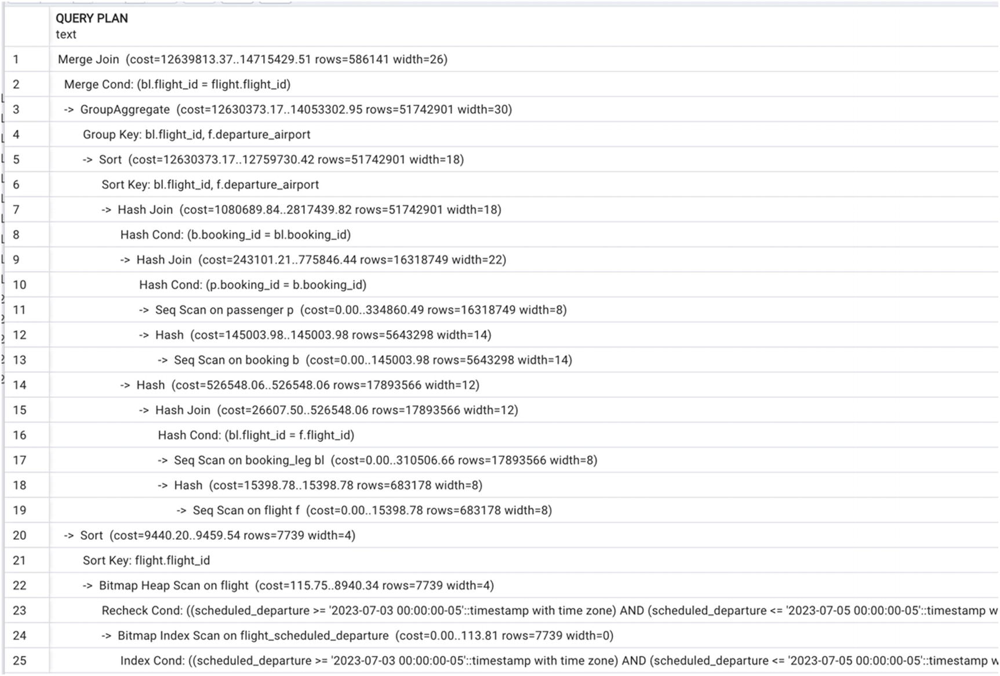 QUERY PLAN
text
1 Merge Join (cost=12639813.37..14715429.51 rows=586141 width=26)
2 Merge Cond: (bl.flight_id = flight.flight_id)
3 -> GroupAggregate (cost=12630373.17..14053302.95 rows=51742901 width=30)
4 Group Key: bl.flight_id, f.departure_airport
5 -> Sort (cost=12630373.17..12759730.42 rows=51742901 width=18)
6 Sort Key: bl.flight_id, f.departure_airport
7 -> Hash Join (cost=1080689.84..2817439.82 rows=51742901 width=18)
8 Hash Cond: (b.booking_id = bl.booking_id)
9 -> Hash Join (cost=243101.21..775846.44 rows=16318749 width=22)
10 Hash Cond: (p.booking_id = b.booking_id)
11 -> Seq Scan on passenger p (cost=0.00..334860.49 rows=16318749 width=8)
12 -> Hash (cost=145003.98..145003.98 rows=5643298 width=14)
13 -> Seq Scan on booking b (cost=0.00..145003.98 rows=5643298 width=14)
14 -> Hash (cost=526548.06..526548.06 rows=17893566 width=12)
15 -> Hash Join (cost=26607.50..526548.06 rows=17893566 width=12)
16 Hash Cond: (bl.flight_id = f.flight_id)
17 -> Seq Scan on booking_leg bl (cost=0.00..310506.66 rows=17893566 width=8)
18 -> Hash (cost=15398.78..15398.78 rows=683178 width=8)
19 -> Seq Scan on flight f (cost=0.00..15398.78 rows=683178 width=8)
20 -> Sort (cost=9440.20..9459.54 rows=7739 width=4)
21 Sort Key: flight.flight_id
22 -> Bitmap Heap Scan on flight (cost=115.75..8940.34 rows=7739 width=4)
23 Recheck Cond: ((scheduled_departure >= '2023-07-03 00:00:00-05'::timestamp with time zone) AND (scheduled_departure <= '2023-07-05 00:00:00-05'::timestamp w
24 -> Bitmap Index Scan on flight_scheduled_departure (cost=0.00..113.81 rows=7739 width=0)
25 Index Cond: ((scheduled_departure >= '2023-07-03 00:00:00-05'::timestamp with time zone) AND (scheduled_departure <= '2023-07-05 00:00:00-05'::timestamp w